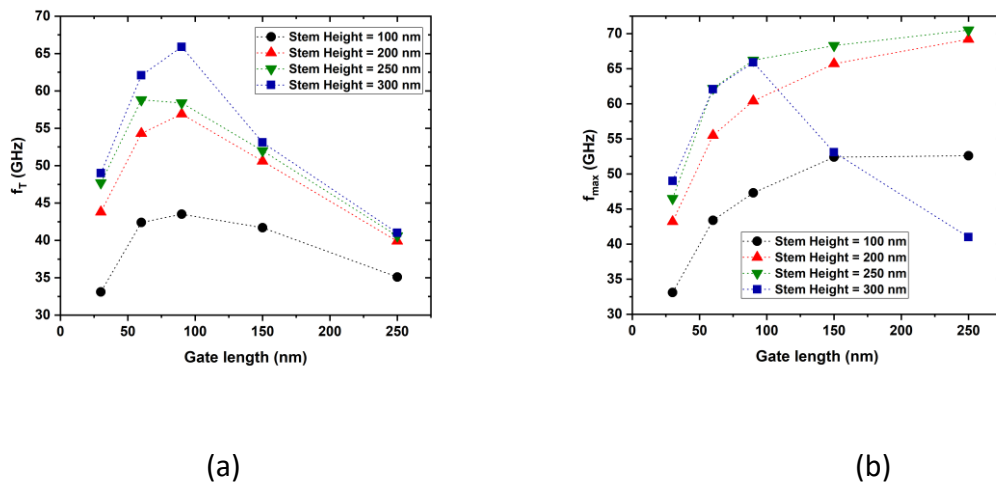 70
65
60
55
50
45
40
35
30
0 50 100 150 200 250
f_T (GHz)
Gate length (nm)
Stem Height = 100 nm
Stem Height = 200 nm
Stem Height = 250 nm
Stem Height = 300 nm
(a)
70
65
60
55
50
45
40
35
30
0 50 100 150 200 250
f_max (GHz)
Gate length (nm)
Stem Height = 100 nm
Stem Height = 200 nm
Stem Height = 250 nm
Stem Height = 300 nm
(b)